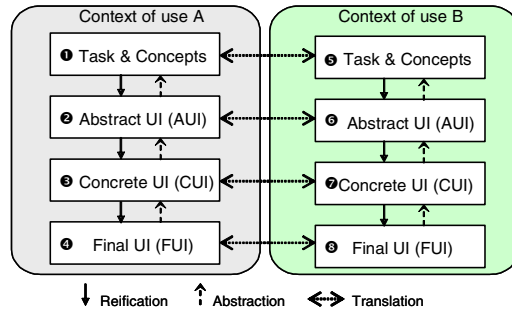 Context of use A
Context of use B
❶ Task & Concepts
❺ Task & Concepts
❷ Abstract UI (AUI)
❻ Abstract UI (AUI)
❸ Concrete UI (CUI)
❼Concrete UI (CUI)
❹ Final UI (FUI)
❽ Final UI (FUI)
Reification
Abstraction
Translation